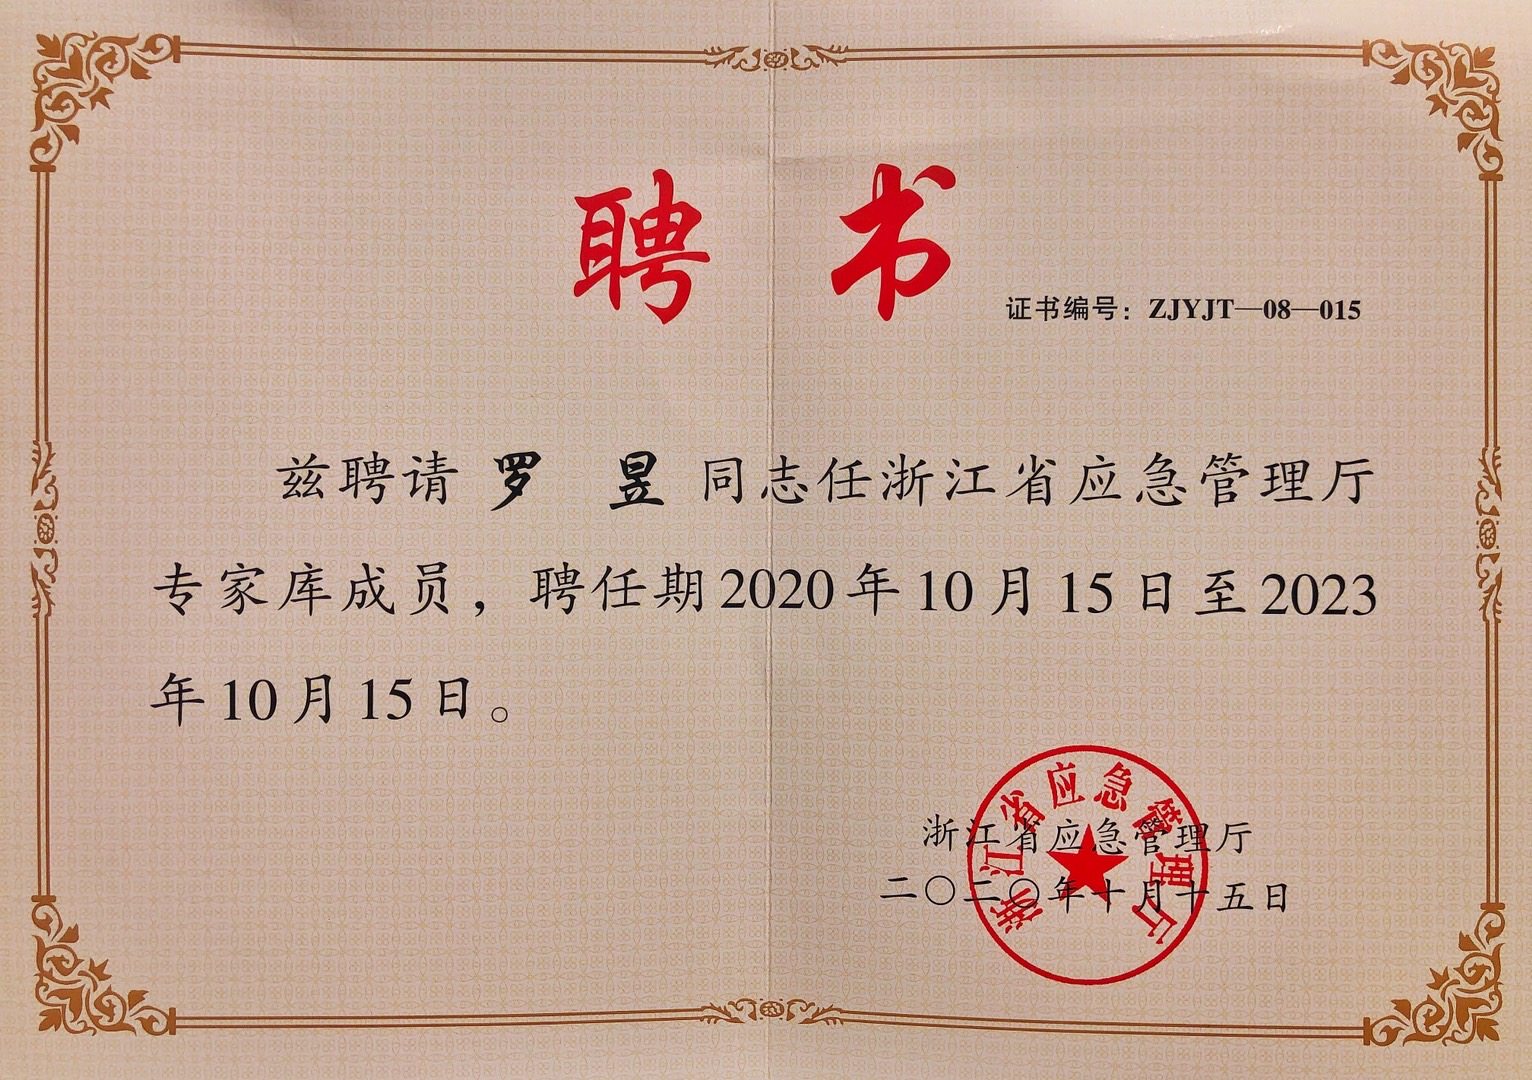 聘书
证书编号：ZJYJT—08—015
兹聘请 罗 昱 同志任浙江省应急管理厅
专家库成员，聘任期2020年10月15日至2023
年10月15日。
浙江省应急管理厅
二〇二〇年十月十五日
浙江省应急管理厅